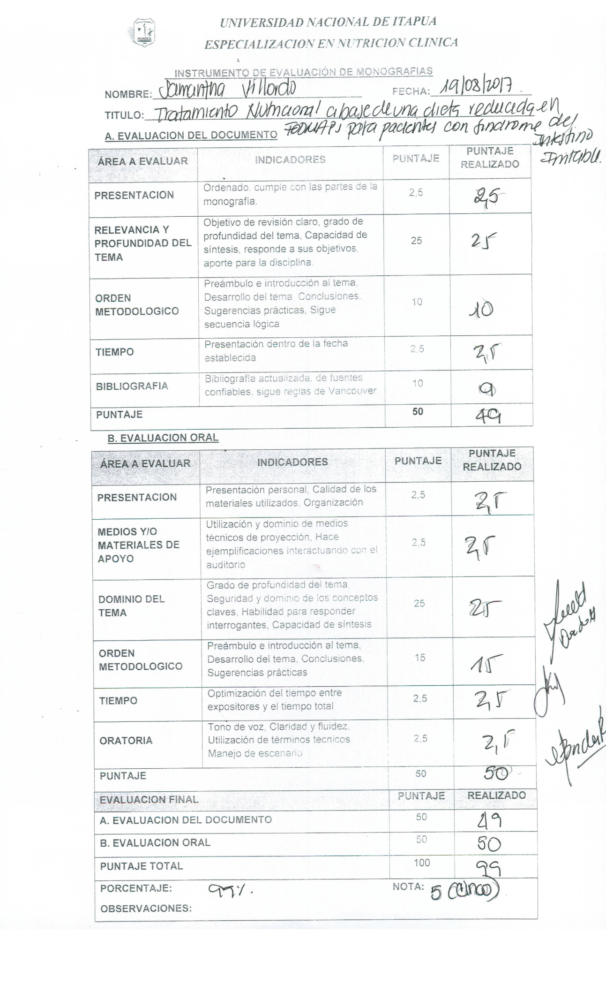 UNIVERSIDAD NACIONAL DE ITAPUA
ESPECIALIZACION EN NUTRICION CLINICA
INSTRUMENTO DE EVALUACIÓN DE MONOGRAFIAS
NOMBRE: Samantha Villordo FECHA: 19/08/2017.
TITULO: Tratamiento Nutricional a base de una dieta reducida en
FODMAPS para pacientes con Sindrome del
Intestino
Irritable.
A. EVALUACION DEL DOCUMENTO
ÁREA A EVALUAR INDICADORES PUNTAJE PUNTAJE
REALIZADO
PRESENTACION Ordenado, cumple con las partes de la 2,5 2,5
monografía.
RELEVANCIA Y Objetivo de revisión claro, grado de
PROFUNDIDAD DEL profundidad del tema, Capacidad de 25 25
TEMA síntesis, responde a sus objetivos,
aporte para la disciplina.
Preámbulo e introducción al tema,
ORDEN Desarrollo del tema, Conclusiones, 10 10
METODOLOGICO Sugerencias prácticas, Sigue
secuencia lógica
TIEMPO Presentación dentro de la fecha 2,5 2,5
establecida
BIBLIOGRAFIA Bibliografía actualizada, de fuentes 10 9
confiables, sigue reglas de Vancouver.
PUNTAJE 50 49
B. EVALUACION ORAL
ÁREA A EVALUAR INDICADORES PUNTAJE PUNTAJE
REALIZADO
PRESENTACION Presentación personal, Calidad de los 2,5 2,5
materiales utilizados, Organización
Utilización y dominio de medios
MEDIOS Y/O técnicos de proyección, Hace 2,5 2,5
MATERIALES DE ejemplificaciones interactuando con el
APOYO auditorio
Grado de profundidad del tema,
DOMINIO DEL Seguridad y dominio de los conceptos 25 25
TEMA claves, Habilidad para responder
interrogantes, Capacidad de síntesis
ORDEN Preámbulo e introducción al tema,
METODOLOGICO Desarrollo del tema, Conclusiones, 15 15
Sugerencias prácticas
TIEMPO Optimización del tiempo entre 2,5 2,5
expositores y el tiempo total
Tono de voz, Claridad y fluidez,
ORATORIA Utilización de términos técnicos 2,5 2,5
Manejo de escenario
PUNTAJE 50 50
EVALUACION FINAL PUNTAJE REALIZADO
A. EVALUACION DEL DOCUMENTO 50 49
B. EVALUACION ORAL 50 50
PUNTAJE TOTAL 100 99
PORCENTAJE: 99%. NOTA: 5 (Cinco)
OBSERVACIONES: